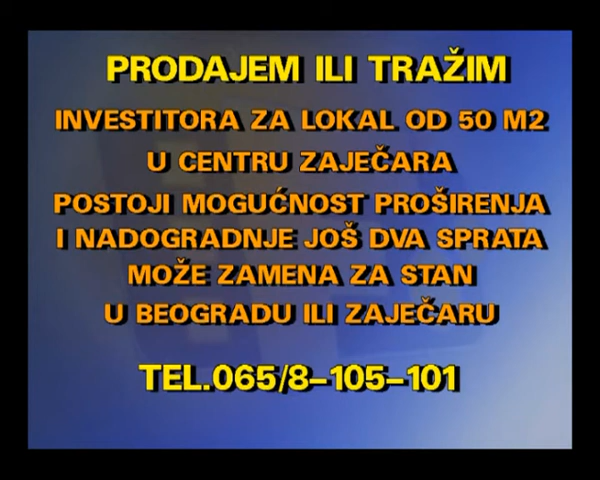 PRODAJEM ILI TRAŽIM
INVESTITORA ZA LOKAL OD 50 M2
U CENTRU ZAJEČARA
POSTOJI MOGUĆNOST PROŠIRENJA
I NADOGRADNJE JOŠ DVA SPRATA
MOŽE ZAMENA ZA STAN
U BEOGRADU ILI ZAJEČARU
TEL.065/8-105-101